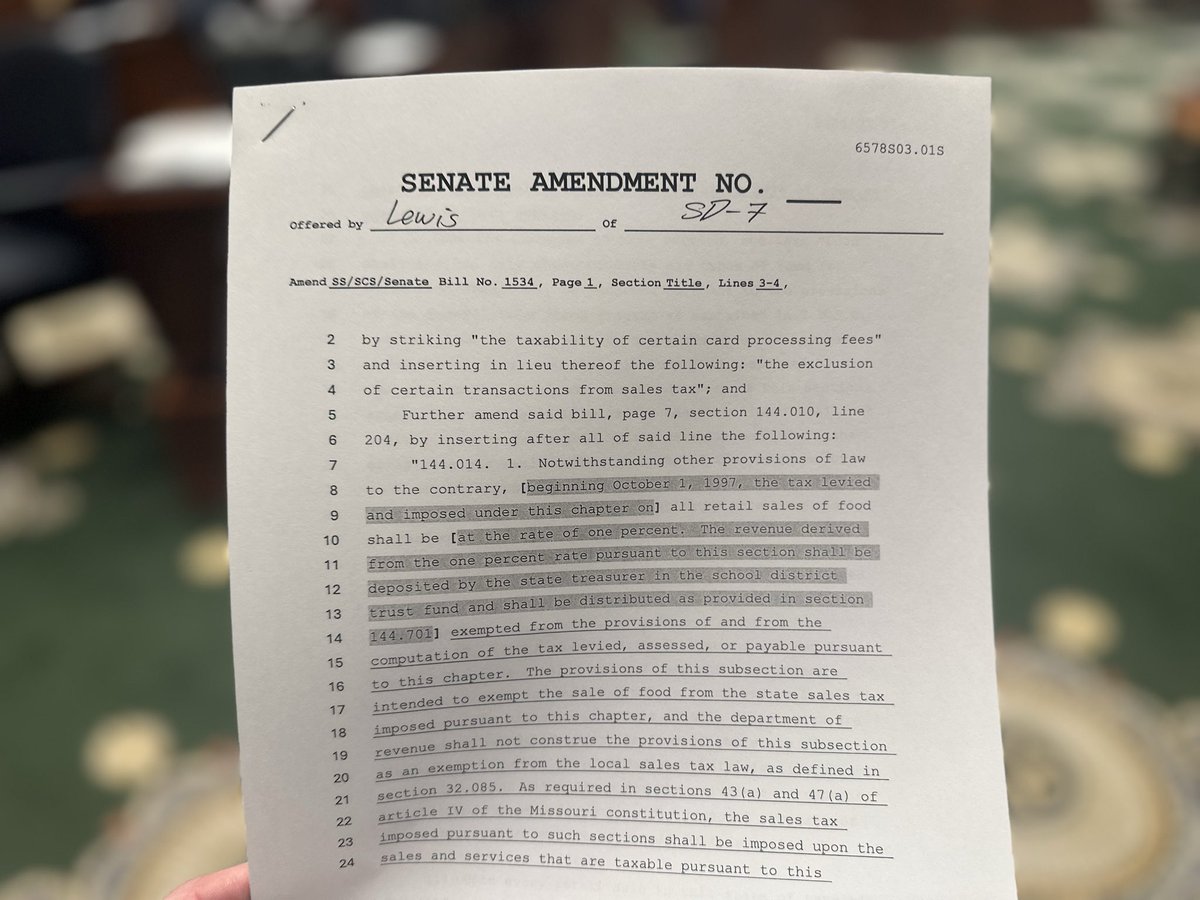 6578S03.01S
SENATE AMENDMENT NO. ___
Offered by Lewis of SD-7
Amend SS/SCS/Senate Bill No. 1534, Page 1, Section Title, Lines 3-4,
2 by striking "the taxability of certain card processing fees"
3 and inserting in lieu thereof the following: "the exclusion
4 of certain transactions from sales tax"; and
5 Further amend said bill, page 7, section 144.010, line
6 204, by inserting after all of said line the following:
7 "144.014. 1. Notwithstanding other provisions of law
8 to the contrary, [beginning October 1, 1997, the tax levied
9 and imposed under this chapter on] all retail sales of food
10 shall be [at the rate of one percent. The revenue derived
11 from the one percent rate pursuant to this section shall be
12 deposited by the state treasurer in the school district
13 trust fund and shall be distributed as provided in section
14 144.701] exempted from the provisions of and from the
15 computation of the tax levied, assessed, or payable pursuant
16 to this chapter. The provisions of this subsection are
17 intended to exempt the sale of food from the state sales tax
18 imposed pursuant to this chapter, and the department of
19 revenue shall not construe the provisions of this subsection
20 as an exemption from the local sales tax law, as defined in
21 section 32.085. As required in sections 43(a) and 47(a) of
22 article IV of the Missouri constitution, the sales tax
23 imposed pursuant to such sections shall be imposed upon the
24 sales and services that are taxable pursuant to this